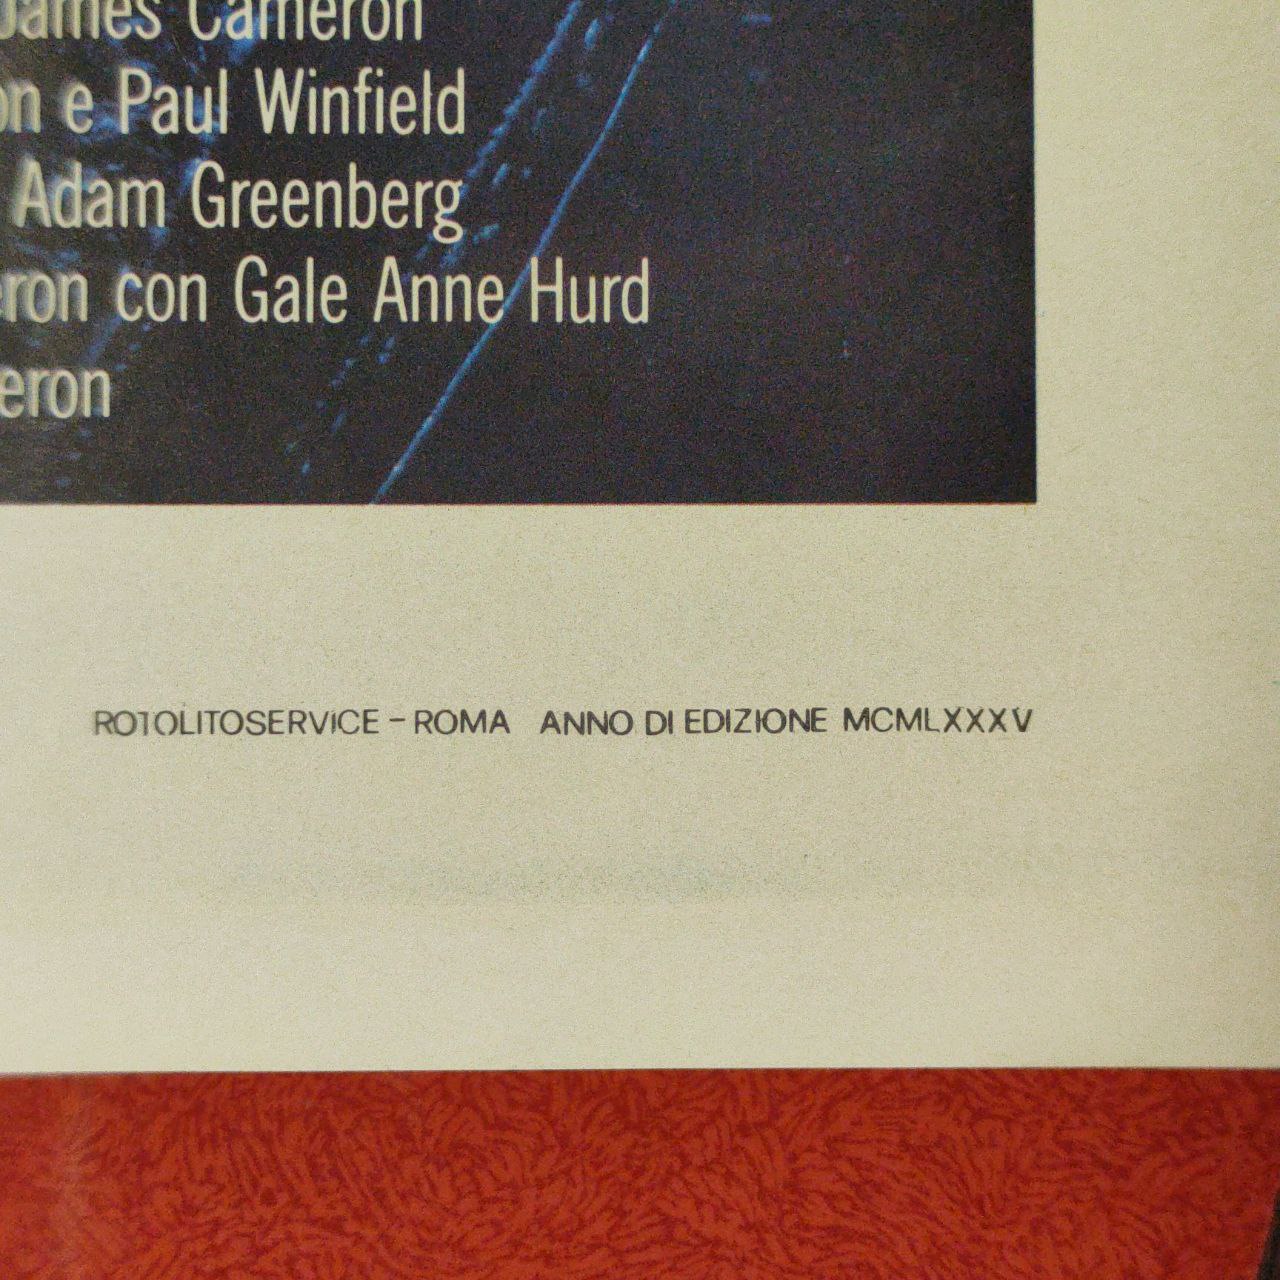 James Cameron
on e Paul Winfield
Adam Greenberg
eron con Gale Anne Hurd
eron
ROTOLITOSERVICE - ROMA ANNO DI EDIZIONE MCMLXXXV